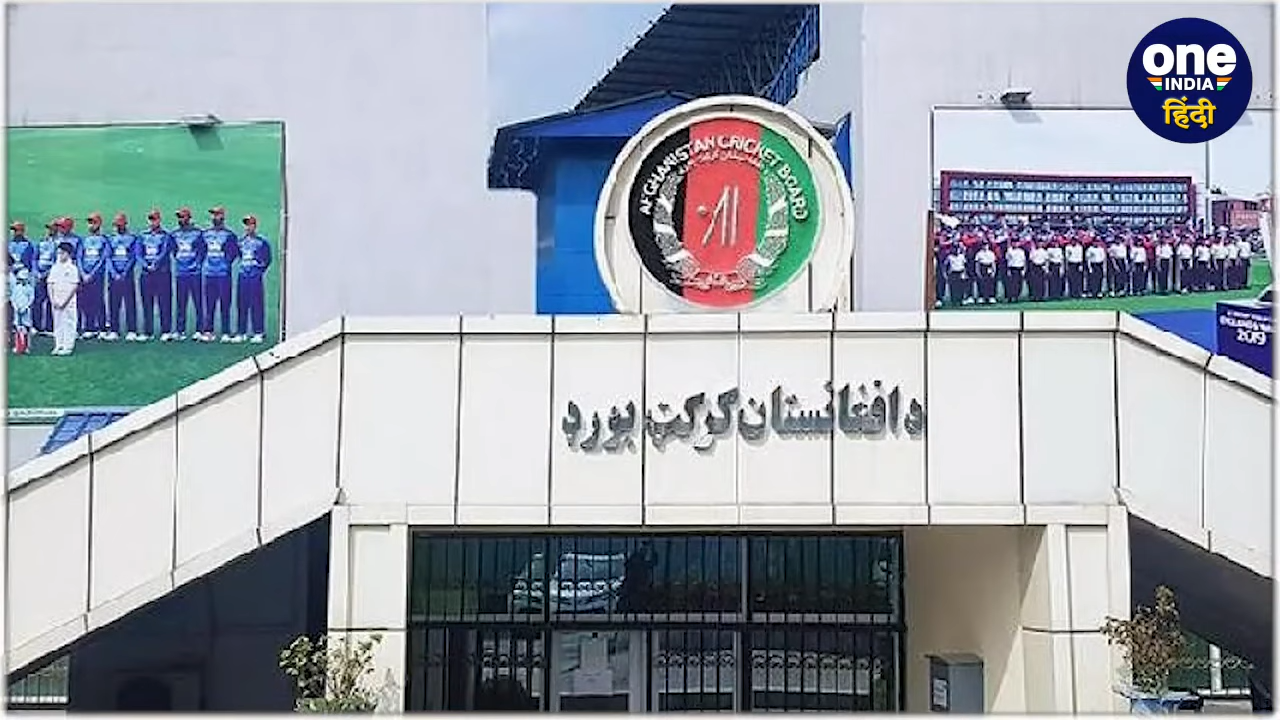 one
INDIA
हिंदी
AFGHANISTAN CRICKET BOARD
د افغانستان کرکټ بورډ
2019